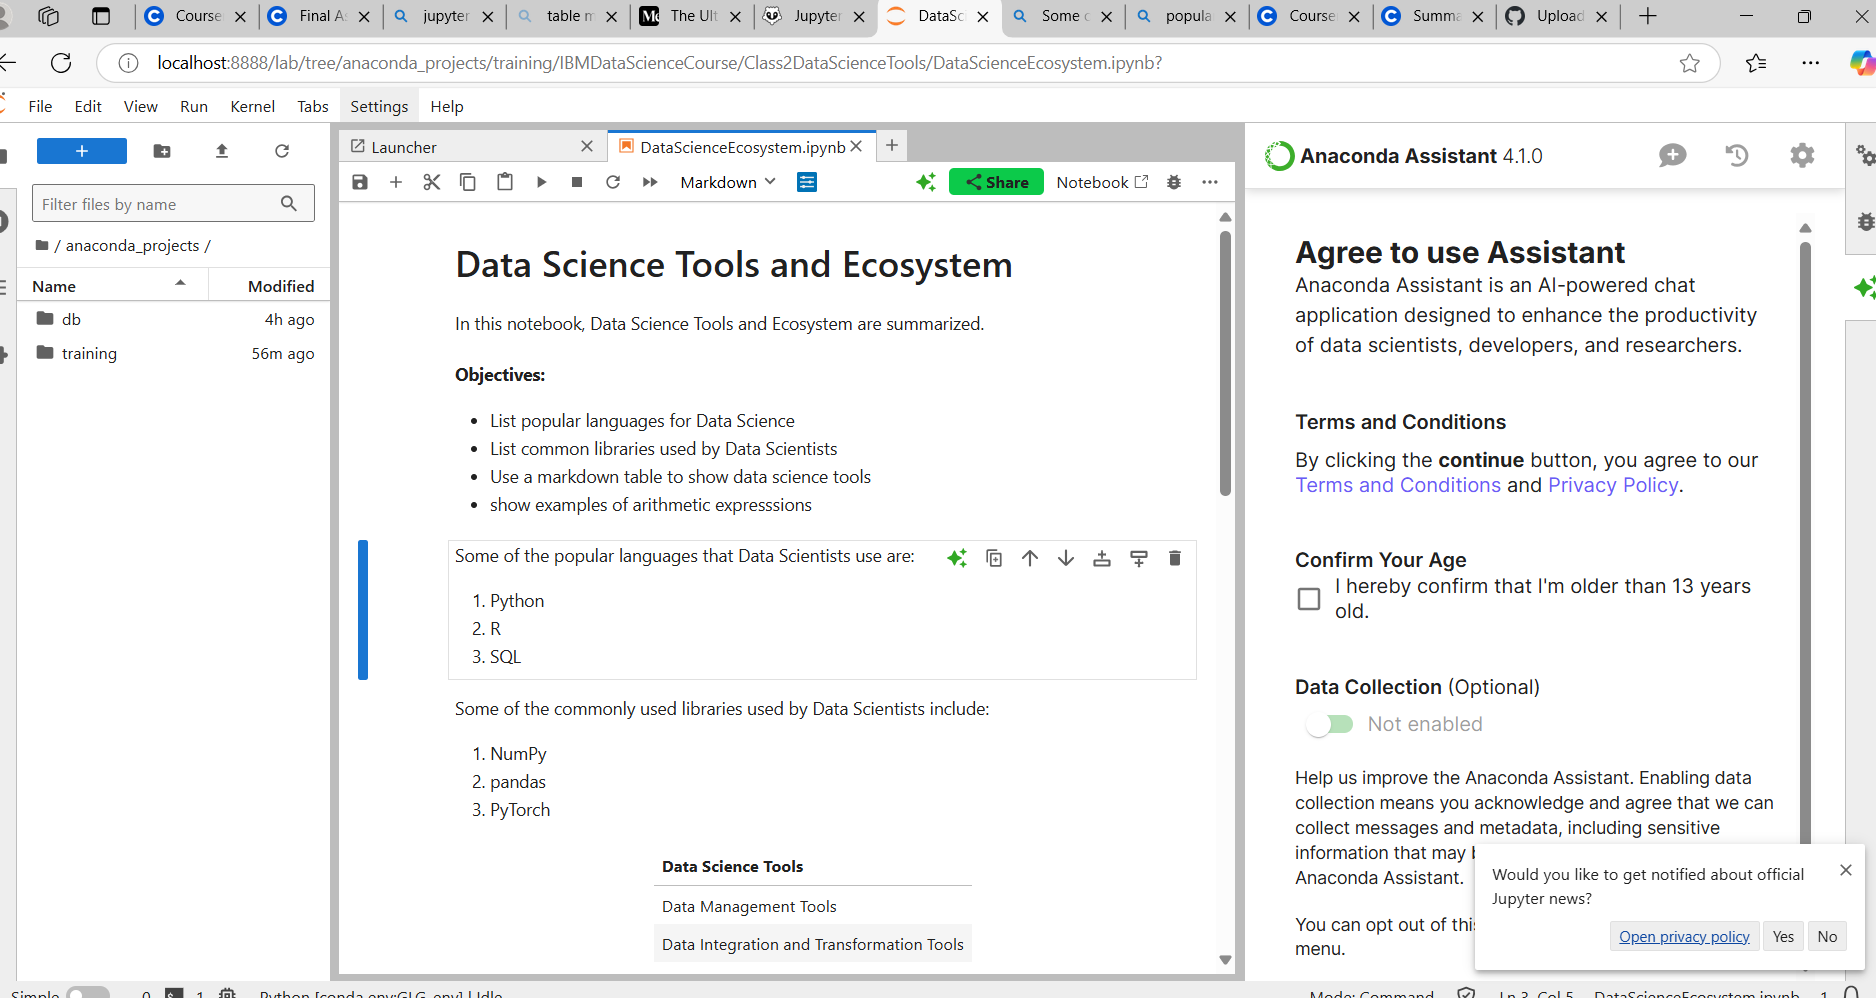 Course
Final As
jupyter
table m
The Ult
Jupyter
DataSci
Some o
popula
Course
Summa
Upload
localhost:8888/lab/tree/anaconda_projects/training/IBMDataScienceCourse/Class2DataScienceTools/DataScienceEcosystem.ipynb?
File Edit View Run Kernel Tabs Settings Help
Filter files by name
/ anaconda_projects /
Name Modified
db 4h ago
training 56m ago
Launcher
DataScienceEcosystem.ipynb
Markdown
Share
Notebook
Data Science Tools and Ecosystem
In this notebook, Data Science Tools and Ecosystem are summarized.
Objectives:
• List popular languages for Data Science
• List common libraries used by Data Scientists
• Use a markdown table to show data science tools
• show examples of arithmetic expresssions
Some of the popular languages that Data Scientists use are:
1. Python
2. R
3. SQL
Some of the commonly used libraries used by Data Scientists include:
1. NumPy
2. pandas
3. PyTorch
Data Science Tools
Data Management Tools
Data Integration and Transformation Tools
Anaconda Assistant 4.1.0
Agree to use Assistant
Anaconda Assistant is an AI-powered chat
application designed to enhance the productivity
of data scientists, developers, and researchers.
Terms and Conditions
By clicking the continue button, you agree to our
Terms and Conditions and Privacy Policy.
Confirm Your Age
I hereby confirm that I'm older than 13 years
old.
Data Collection (Optional)
Not enabled
Help us improve the Anaconda Assistant. Enabling data
collection means you acknowledge and agree that we can
collect messages and metadata, including sensitive
information that may
Anaconda Assistant.
You can opt out of this
menu.
Would you like to get notified about official
Jupyter news?
Open privacy policy Yes No
Simple 0 1 Python [conda env:GLG_env] | Idle
Mode: Command Ln 3, Col 5 DataScienceEcosystem.ipynb 1